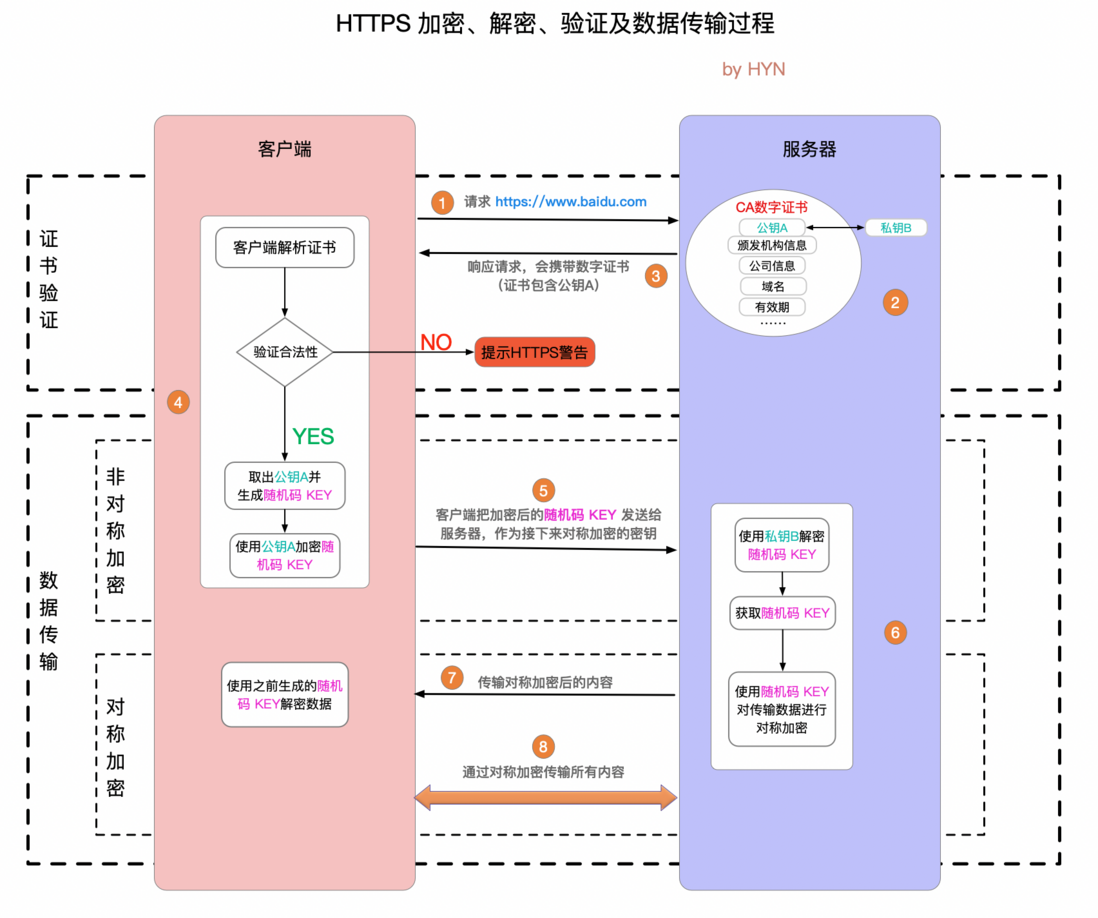 HTTPS 加密、解密、验证及数据传输过程
by HYN
客户端
服务器
证
书
验
证
1
请求 https://www.baidu.com
CA数字证书
公钥A
私钥B
颁发机构信息
公司信息
域名
有效期
······
2
响应请求，会携带数字证书
（证书包含公钥A）
3
客户端解析证书
验证合法性
NO
提示HTTPS警告
4
YES
取出公钥A并
生成随机码 KEY
使用公钥A加密随
机码 KEY
数
据
传
输
非
对
称
加
密
5
客户端把加密后的随机码 KEY 发送给
服务器，作为接下来对称加密的密钥
使用私钥B解密
随机码 KEY
获取随机码 KEY
6
使用随机码 KEY
对传输数据进行
对称加密
对
称
加
密
7
传输对称加密后的内容
使用之前生成的随机
码 KEY解密数据
8
通过对称加密传输所有内容